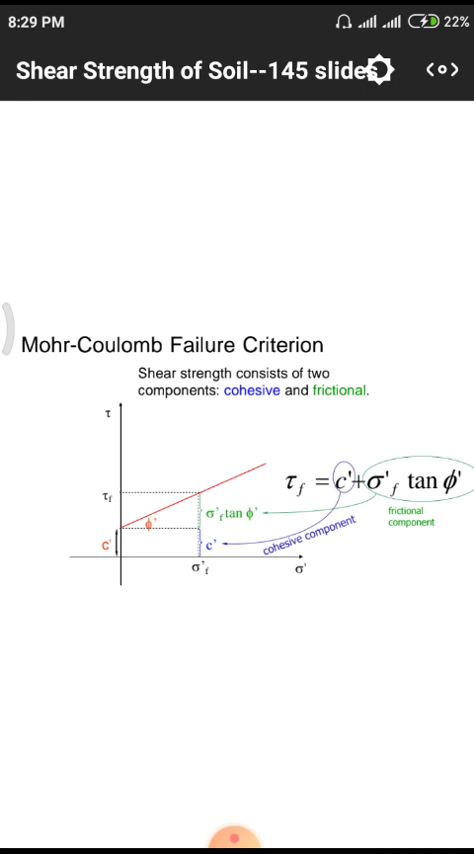 8:29 PM
22%
Shear Strength of Soil--145 slides
Mohr-Coulomb Failure Criterion
Shear strength consists of two
components: cohesive and frictional.
τ
τf = c'+σ'f tan ϕ'
τf
σ'f tan ϕ'
frictional
component
ϕ'
c'
c'
cohesive component
σ'f
σ'